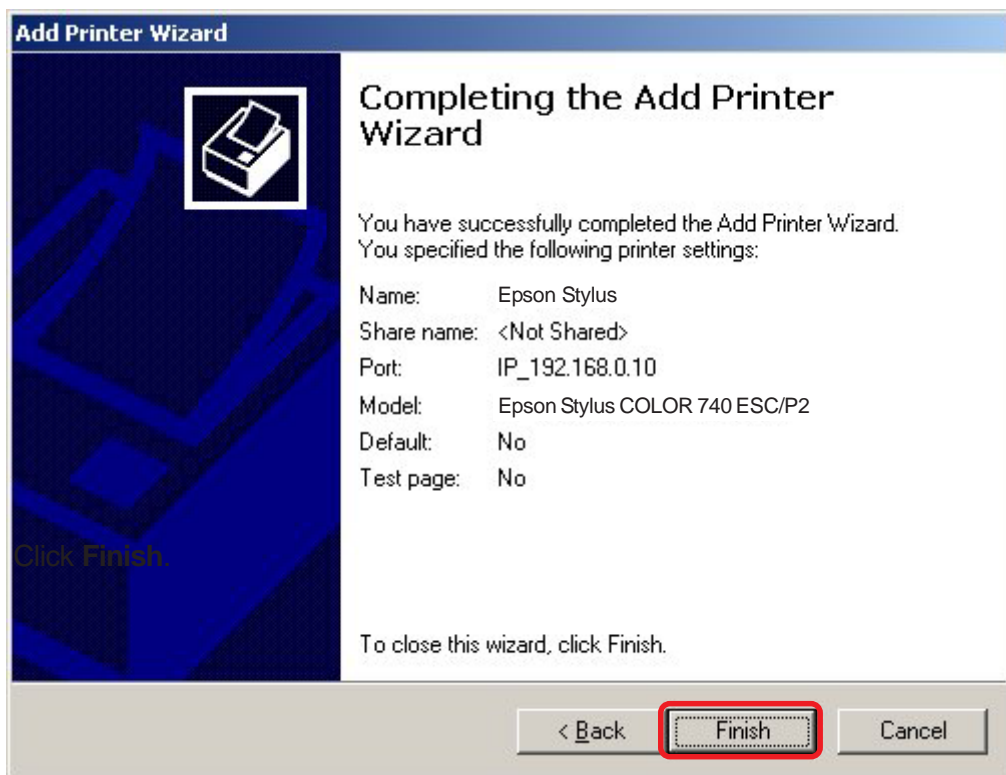 Add Printer Wizard
Completing the Add Printer
Wizard
You have successfully completed the Add Printer Wizard.
You specified the following printer settings:
Name: Epson Stylus
Share name: <Not Shared>
Port: IP_192.168.0.10
Model: Epson Stylus COLOR 740 ESC/P2
Default: No
Test page: No
Click Finish.
To close this wizard, click Finish.
< Back Finish Cancel